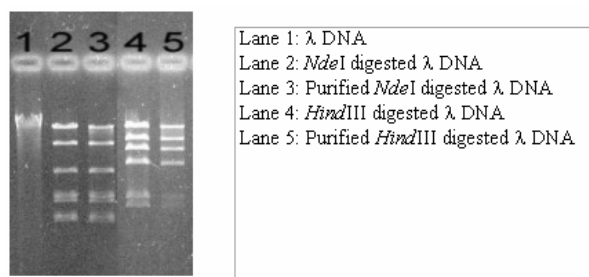 1 2 3 4 5
Lane 1: λ DNA
Lane 2: NdeI digested λ DNA
Lane 3: Purified NdeI digested λ DNA
Lane 4: HindIII digested λ DNA
Lane 5: Purified HindIII digested λ DNA